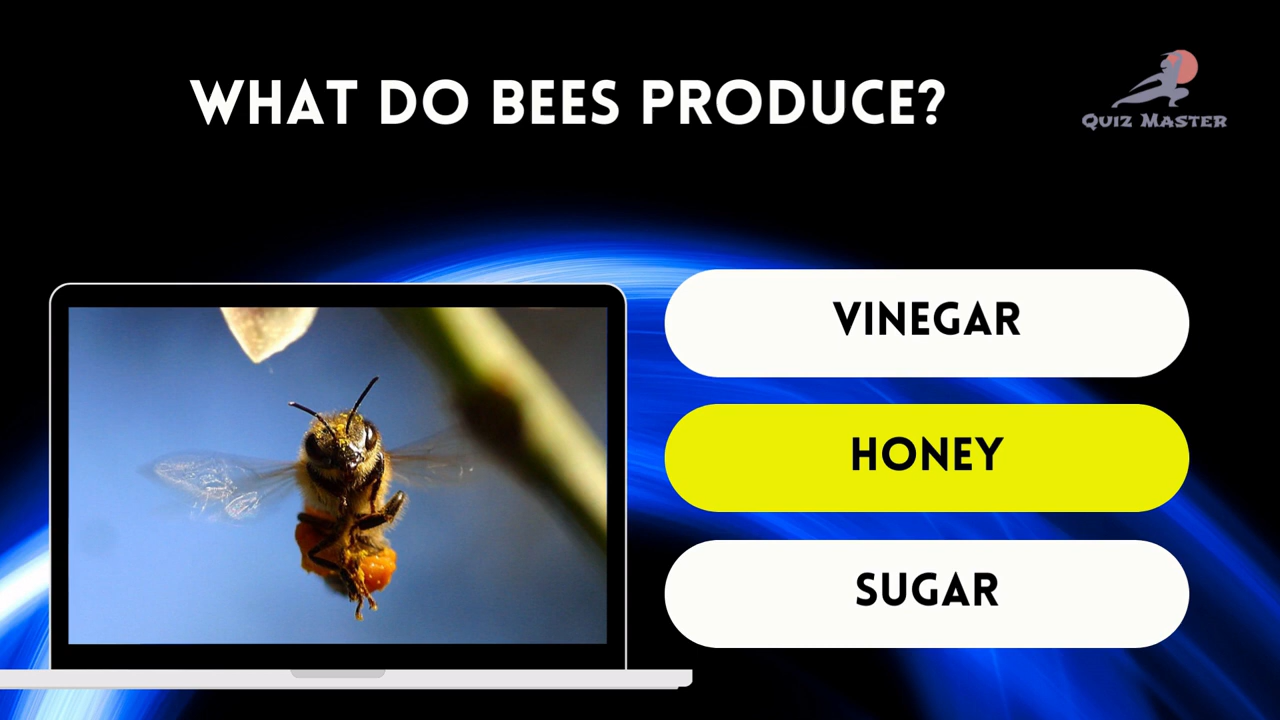 WHAT DO BEES PRODUCE?
QUIZ MASTER
VINEGAR
HONEY
SUGAR